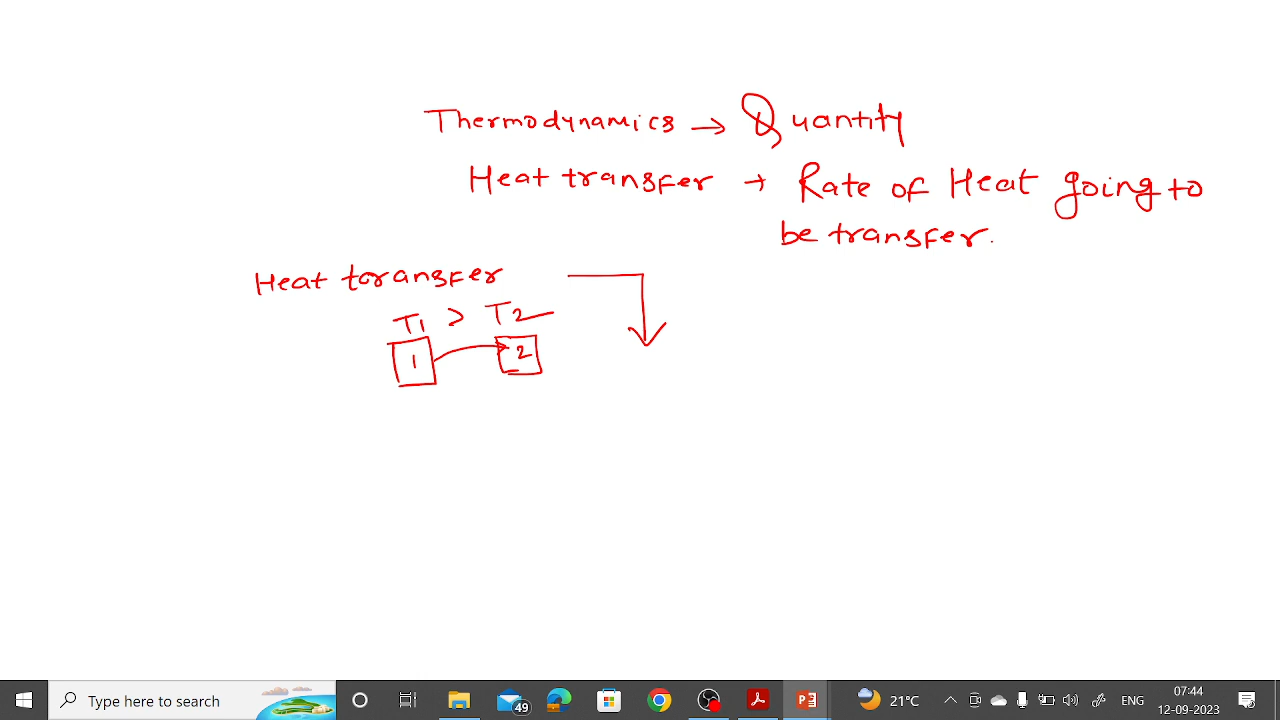 Thermodynamics → Quantity
Heat transfer → Rate of Heat going to
be transfer.
Heat transfer
T1 > T2
1 2
Type here to search
49
21°C
ENG
07:44
12-09-2023